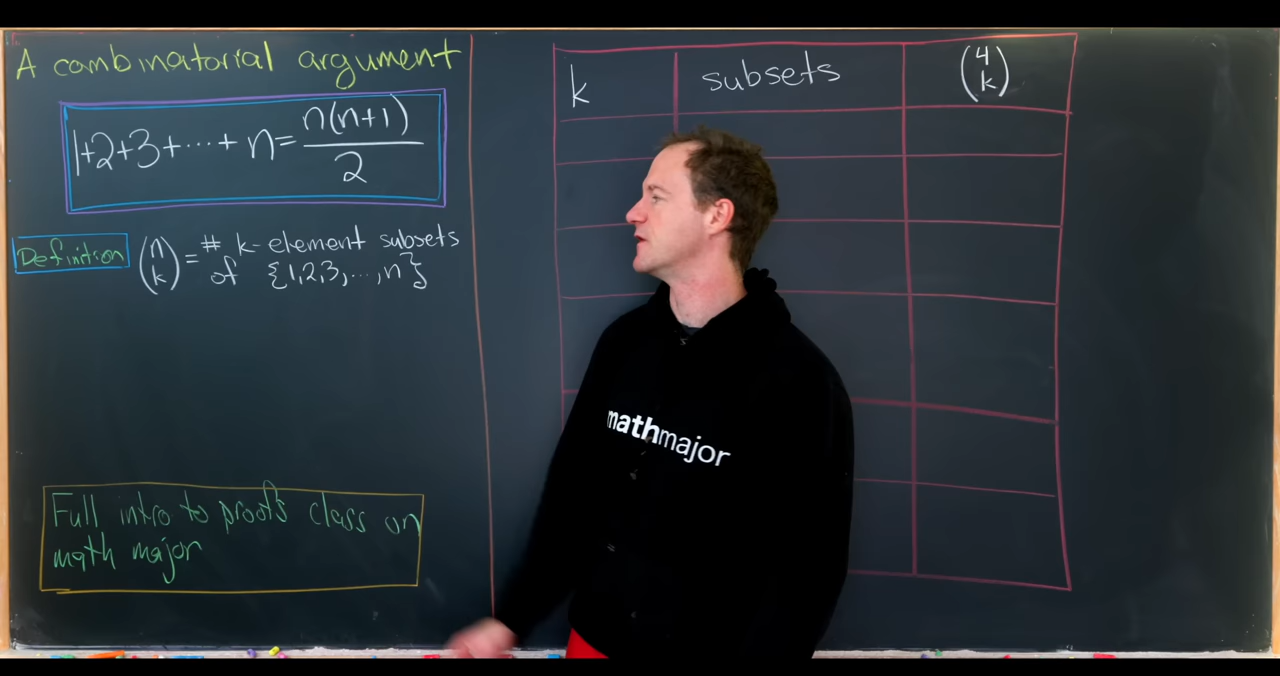 A combinatorial argument
1+2+3+⋯+ n = n(n+1)/2
Definition (n k) = # k-element subsets
of {1,2,3,…,n}
Full intro to proofs class on
math major
k subsets (4 k)
mathmajor